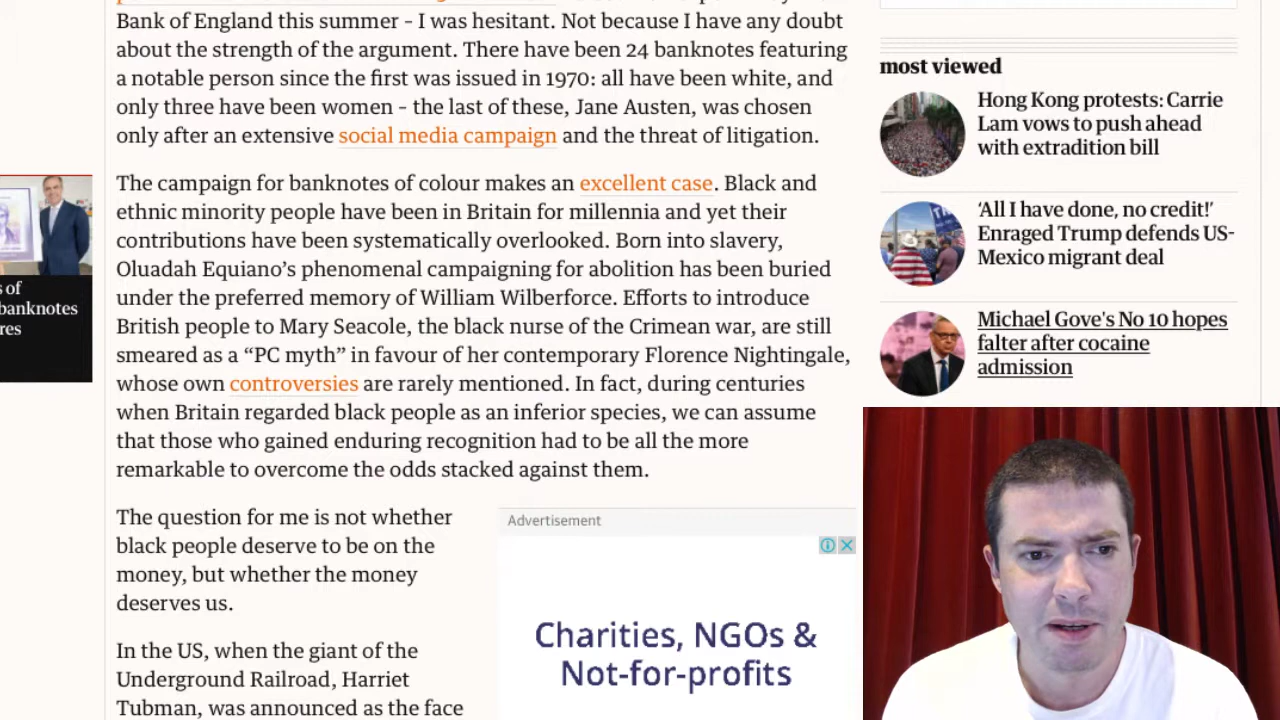 Bank of England this summer – I was hesitant. Not because I have any doubt
about the strength of the argument. There have been 24 banknotes featuring
a notable person since the first was issued in 1970: all have been white, and
only three have been women – the last of these, Jane Austen, was chosen
only after an extensive social media campaign and the threat of litigation.
The campaign for banknotes of colour makes an excellent case. Black and
ethnic minority people have been in Britain for millennia and yet their
contributions have been systematically overlooked. Born into slavery,
Oluadah Equiano’s phenomenal campaigning for abolition has been buried
under the preferred memory of William Wilberforce. Efforts to introduce
British people to Mary Seacole, the black nurse of the Crimean war, are still
smeared as a “PC myth” in favour of her contemporary Florence Nightingale,
whose own controversies are rarely mentioned. In fact, during centuries
when Britain regarded black people as an inferior species, we can assume
that those who gained enduring recognition had to be all the more
remarkable to overcome the odds stacked against them.
The question for me is not whether
black people deserve to be on the
money, but whether the money
deserves us.
In the US, when the giant of the
Underground Railroad, Harriet
Tubman, was announced as the face
s of
banknotes
res
Advertisement
Charities, NGOs &
Not-for-profits
most viewed
Hong Kong protests: Carrie
Lam vows to push ahead
with extradition bill
‘All I have done, no credit!’
Enraged Trump defends US-
Mexico migrant deal
Michael Gove's No 10 hopes
falter after cocaine
admission